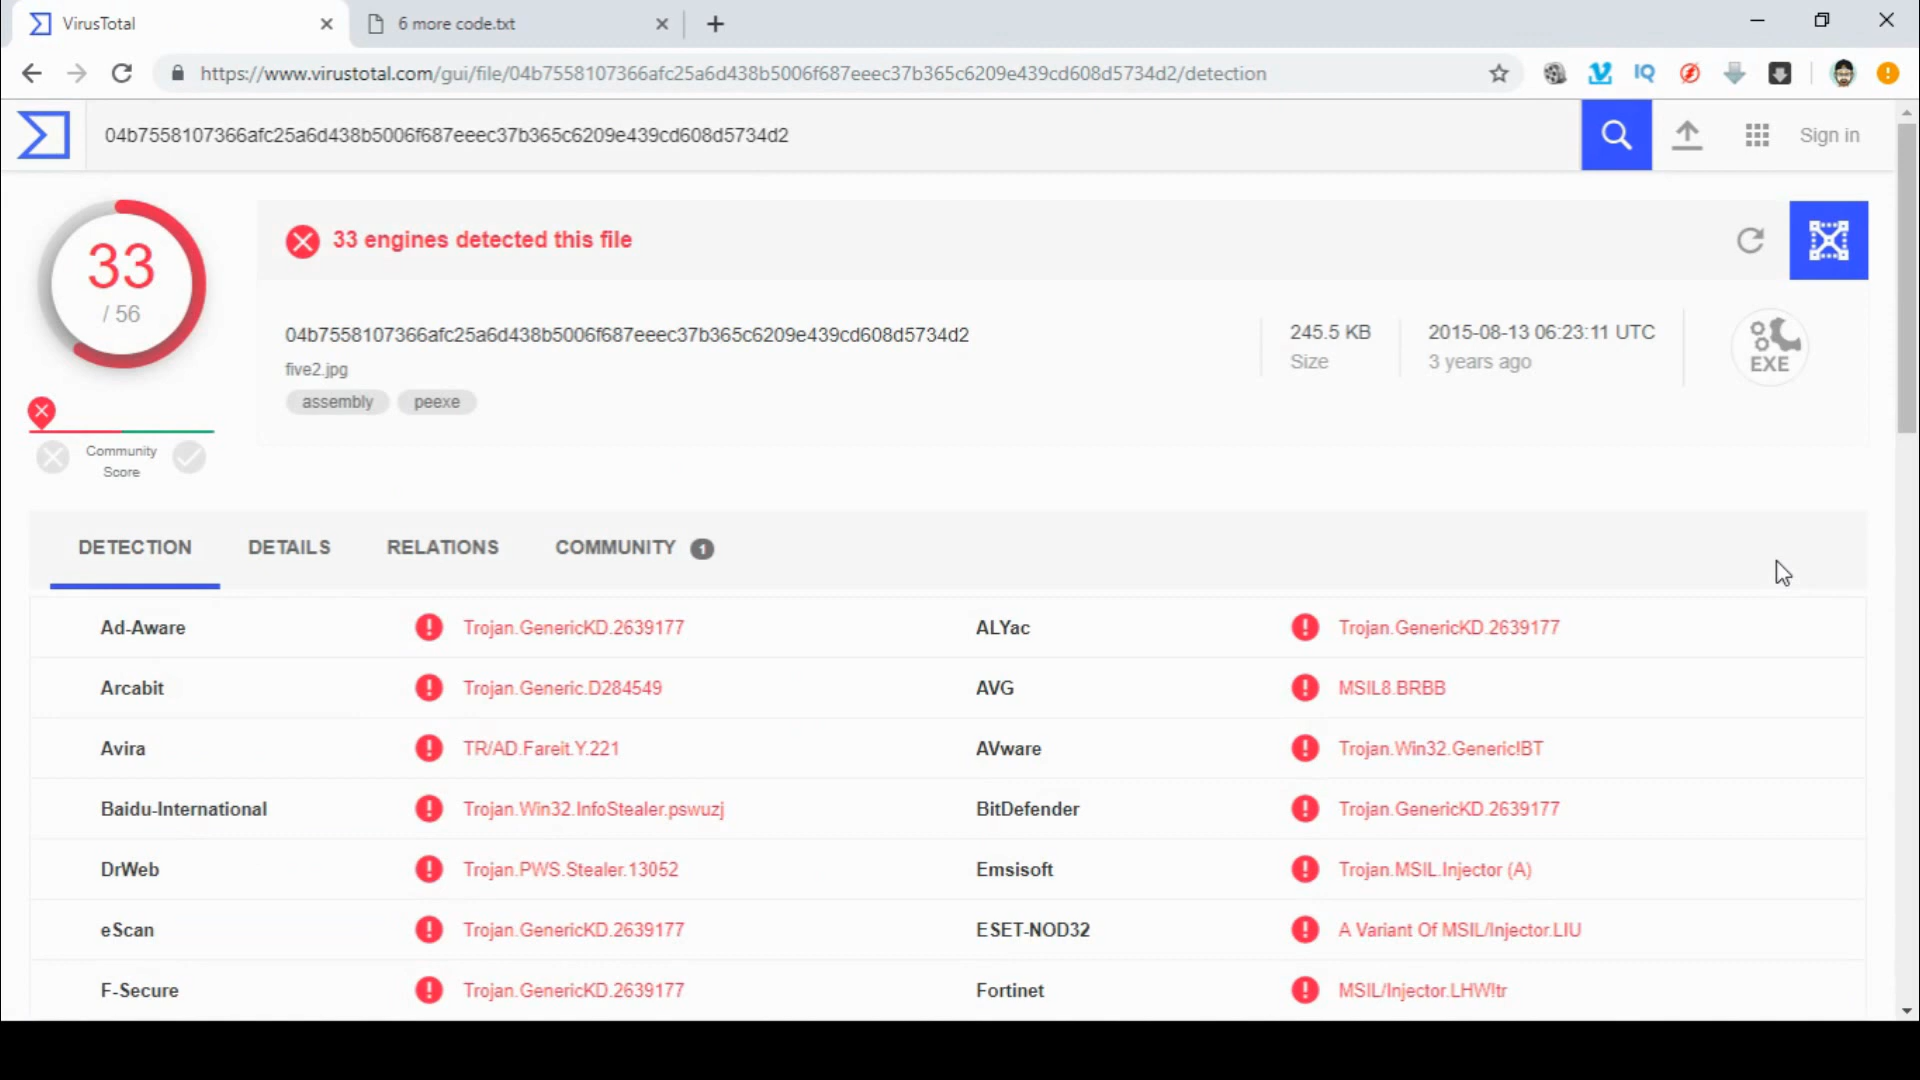 VirusTotal
6 more code.txt
https://www.virustotal.com/gui/file/04b7558107366afc25a6d438b5006f687eeec37b365c6209e439cd608d5734d2/detection
IQ
04b7558107366afc25a6d438b5006f687eeec37b365c6209e439cd608d5734d2
Sign in
33
/ 56
33 engines detected this file
04b7558107366afc25a6d438b5006f687eeec37b365c6209e439cd608d5734d2
five2.jpg
assembly peexe
245.5 KB
Size
2015-08-13 06:23:11 UTC
3 years ago
EXE
Community
Score
DETECTION DETAILS RELATIONS COMMUNITY 1
Ad-Aware Trojan.GenericKD.2639177 ALYac Trojan.GenericKD.2639177
Arcabit Trojan.Generic.D284549 AVG MSIL8.BRBB
Avira TR/AD.Fareit.Y.221 AVware Trojan.Win32.Generic!BT
Baidu-International Trojan.Win32.InfoStealer.pswuzj BitDefender Trojan.GenericKD.2639177
DrWeb Trojan.PWS.Stealer.13052 Emsisoft Trojan.MSIL.Injector (A)
eScan Trojan.GenericKD.2639177 ESET-NOD32 A Variant Of MSIL/Injector.LIU
F-Secure Trojan.GenericKD.2639177 Fortinet MSIL/Injector.LHW!tr